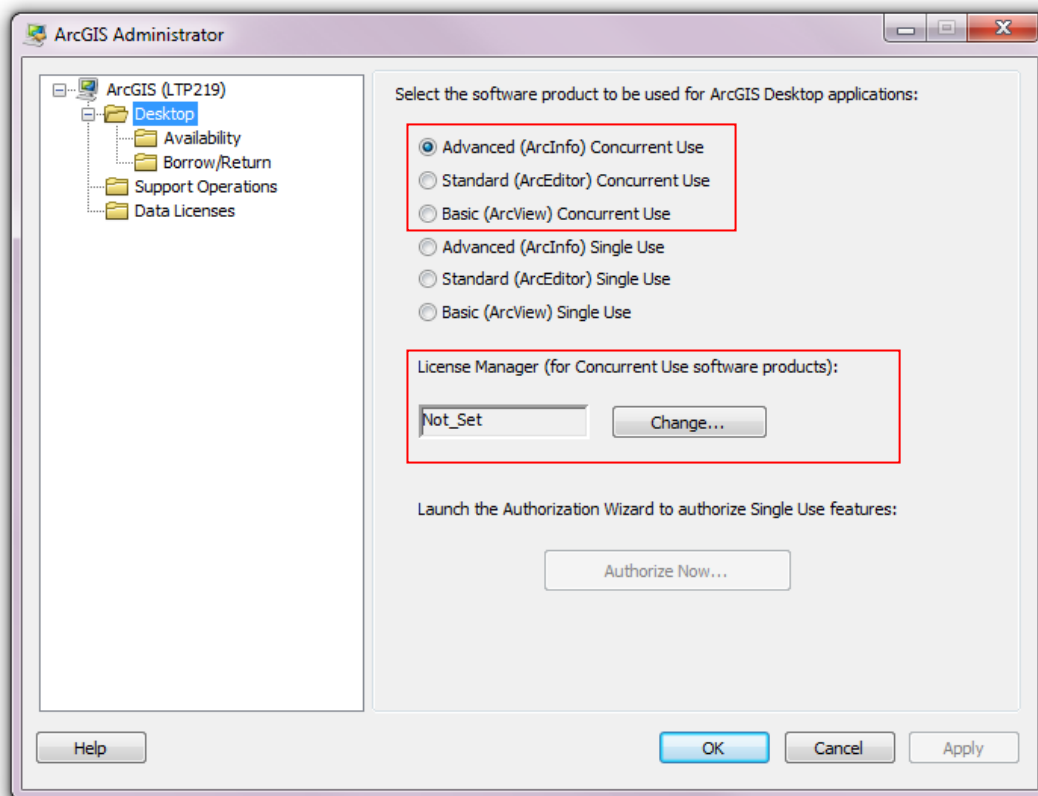 ArcGIS Administrator
ArcGIS (LTP219)
Desktop
Availability
Borrow/Return
Support Operations
Data Licenses
Select the software product to be used for ArcGIS Desktop applications:
Advanced (ArcInfo) Concurrent Use
Standard (ArcEditor) Concurrent Use
Basic (ArcView) Concurrent Use
Advanced (ArcInfo) Single Use
Standard (ArcEditor) Single Use
Basic (ArcView) Single Use
License Manager (for Concurrent Use software products):
Not_Set
Change...
Launch the Authorization Wizard to authorize Single Use features:
Authorize Now...
Help
OK
Cancel
Apply